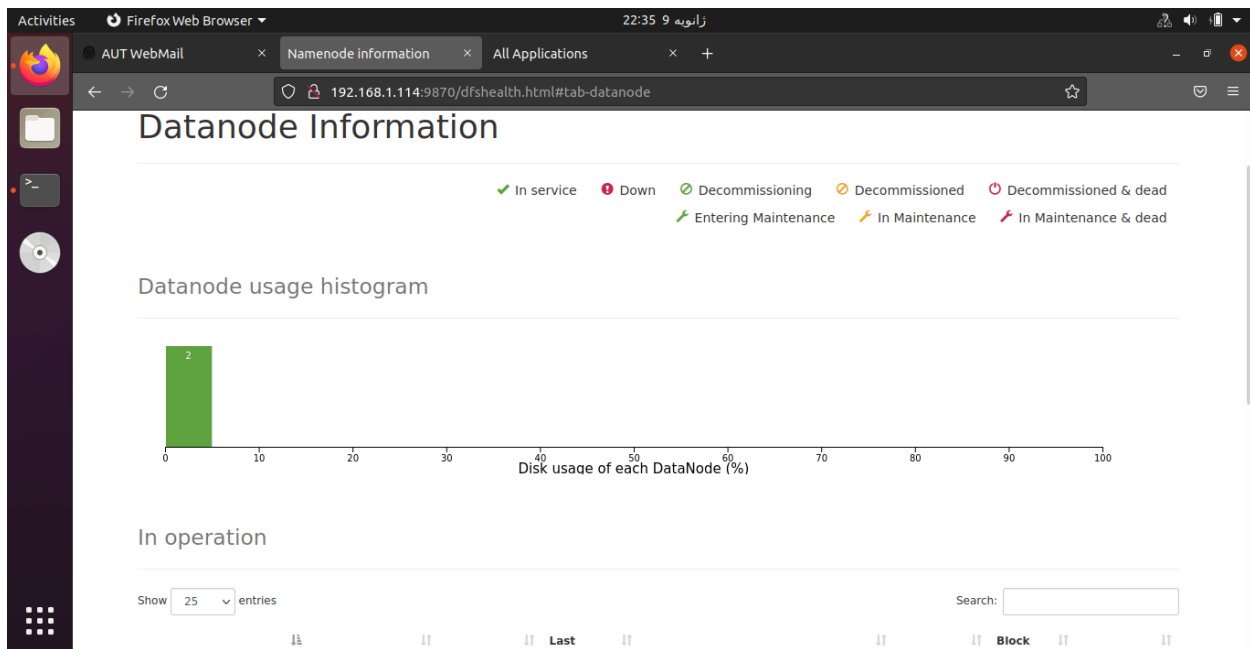 Activities Firefox Web Browser 22:35 9 ژانویه
AUT WebMail Namenode information All Applications
192.168.1.114:9870/dfshealth.html#tab-datanode
Datanode Information
In service Down Decommissioning Decommissioned Decommissioned & dead
Entering Maintenance In Maintenance In Maintenance & dead
Datanode usage histogram
2
0 10 20 30 40 50 60 70 80 90 100
Disk usage of each DataNode (%)
In operation
Show 25 entries Search:
Last Block